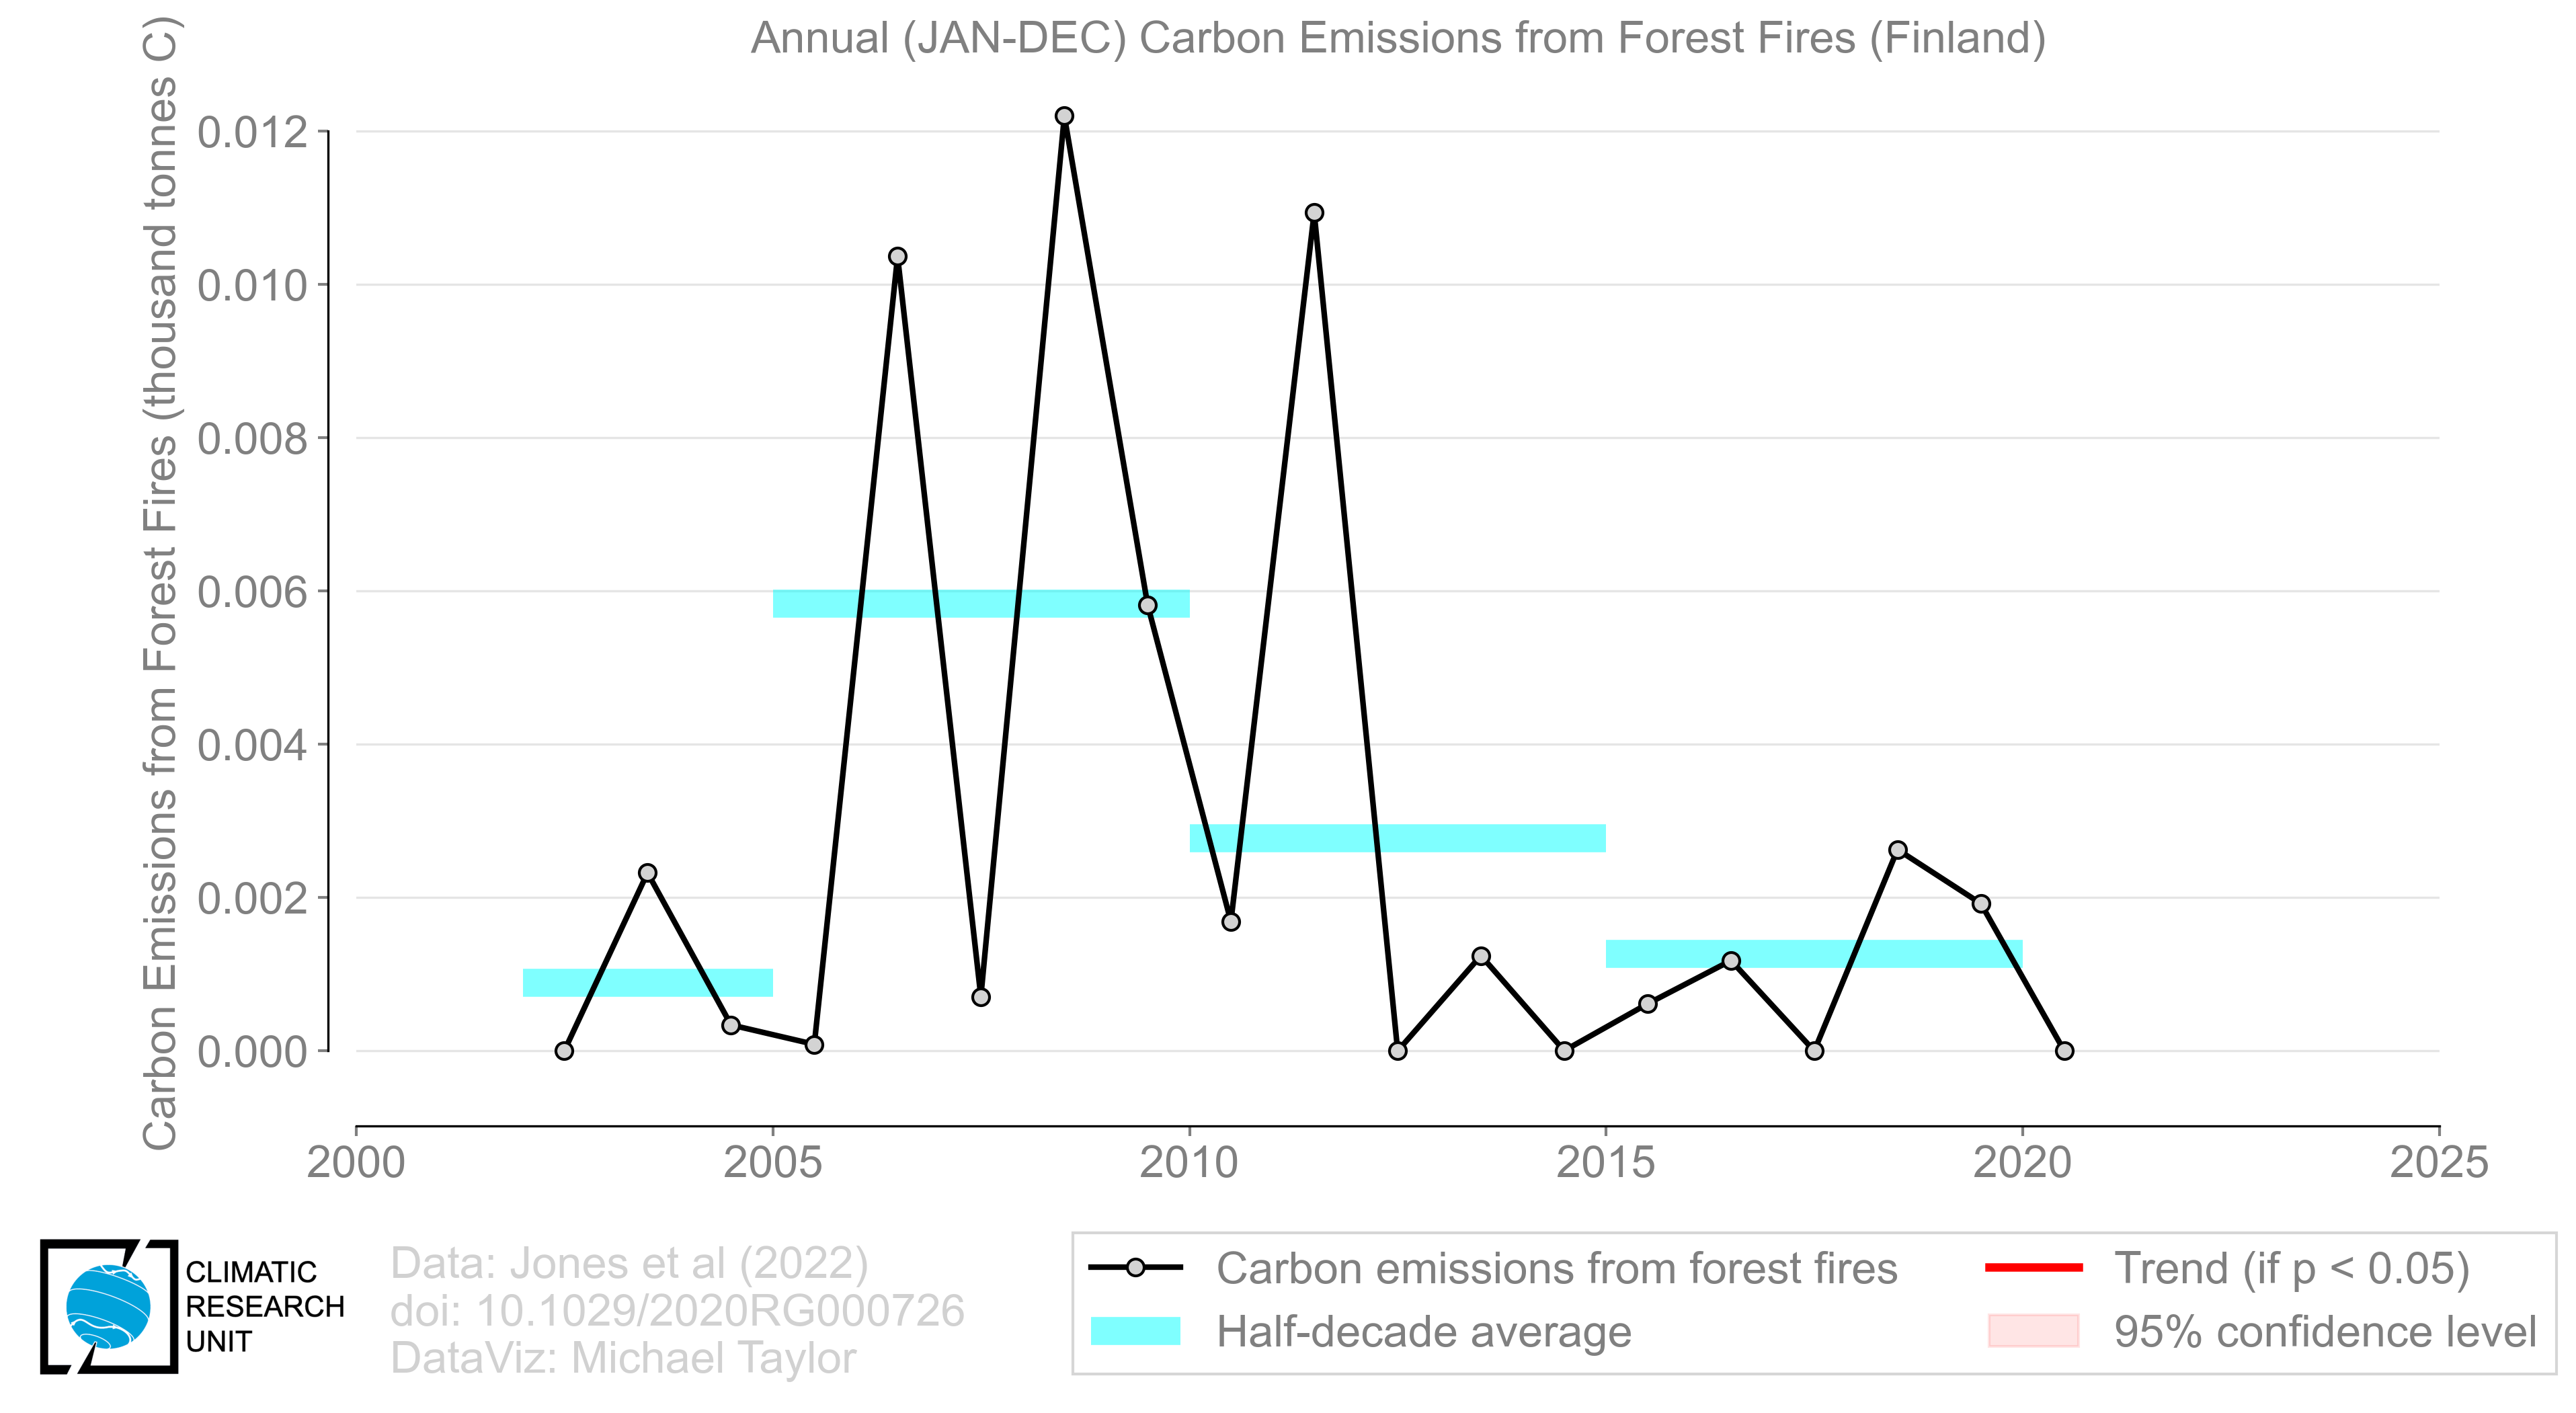 Annual (JAN-DEC) Carbon Emissions from Forest Fires (Finland)
Carbon Emissions from Forest Fires (thousand tonnes C)
0.012
0.010
0.008
0.006
0.004
0.002
0.000
2000
2005
2010
2015
2020
2025
CLIMATIC
RESEARCH
UNIT
Data: Jones et al (2022)
doi: 10.1029/2020RG000726
DataViz: Michael Taylor
Carbon emissions from forest fires
Half-decade average
Trend (if p < 0.05)
95% confidence level